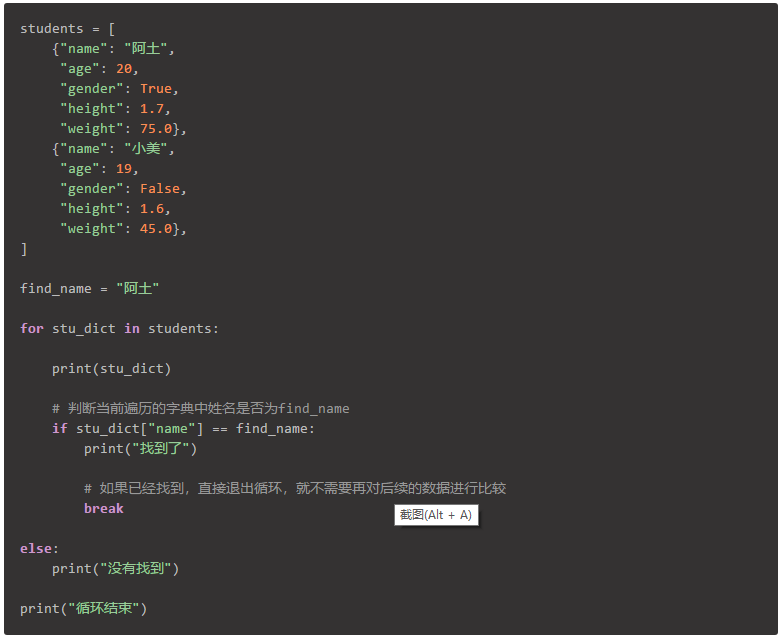 students = [
    {"name": "阿土",
     "age": 20,
     "gender": True,
     "height": 1.7,
     "weight": 75.0},
    {"name": "小美",
     "age": 19,
     "gender": False,
     "height": 1.6,
     "weight": 45.0},
]
find_name = "阿土"
for stu_dict in students:
    print(stu_dict)
    # 判断当前遍历的字典中姓名是否为find_name
    if stu_dict["name"] == find_name:
        print("找到了")
        # 如果已经找到，直接退出循环，就不需要再对后续的数据进行比较
        break
截图(Alt + A)
else:
    print("没有找到")
print("循环结束")